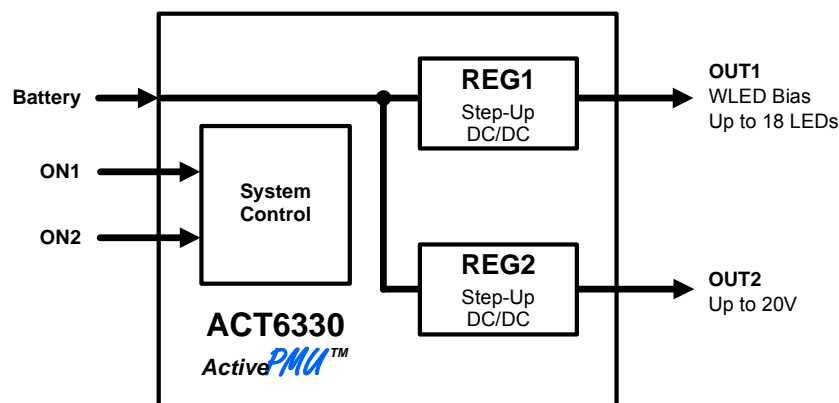 Battery
ON1
ON2
System
Control
REG1
Step-Up
DC/DC
OUT1
WLED Bias
Up to 18 LEDs
REG2
Step-Up
DC/DC
OUT2
Up to 20V
ACT6330
ActivePMU™